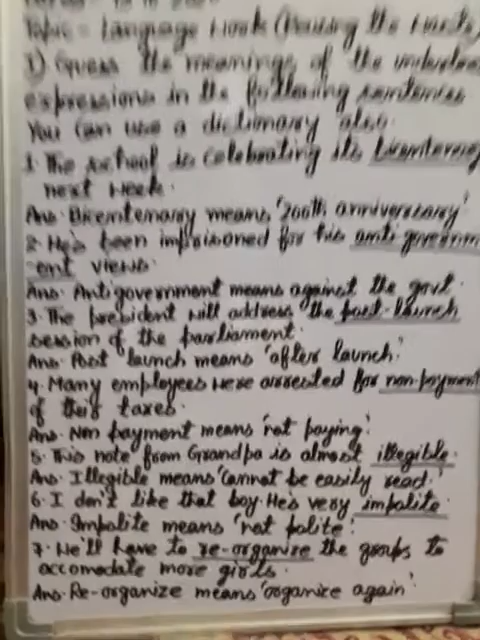 Topic - Language Work (Praising the Words)
1) Guess the meanings of the underlined
expressions in the following sentences
You can use a dictionary also.
1. The school is celebrating its bicentenary
next week.
Ans. Bicentenary means '200th anniversary'
2. He's been imprisoned for his anti-governm
ent views.
Ans. Antigovernment means against the govt.
3. The president will address the post-launch
session of the parliament.
Ans. Post launch means 'after launch'.
4. Many employees were arrested for non-payment
of their taxes.
Ans. Non payment means 'not paying'.
5. This note from Grandpa is almost illegible.
Ans. Illegible means 'cannot be easily read.'
6. I don't like that boy. He's very impolite.
Ans. Impolite means 'not polite'.
7. We'll have to re-organize the groups to
accomodate more girls.
Ans. Re-organize means 'organize again'